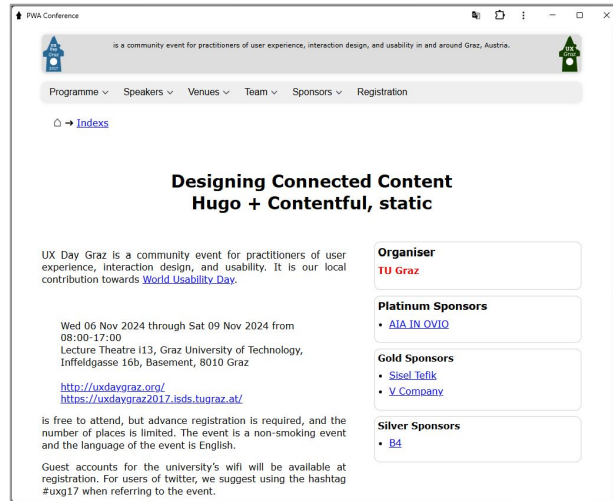 PWA Conference
UX
Day
Graz
2017
is a community event for practitioners of user experience, interaction design, and usability in and around Graz, Austria.
UX
Graz
Programme
Speakers
Venues
Team
Sponsors
Registration
Indexs
Designing Connected Content
Hugo + Contentful, static
UX Day Graz is a community event for practitioners of user
experience, interaction design, and usability. It is our local
contribution towards World Usability Day.
Wed 06 Nov 2024 through Sat 09 Nov 2024 from
08:00-17:00
Lecture Theatre i13, Graz University of Technology,
Inffeldgasse 16b, Basement, 8010 Graz
http://uxdaygraz.org/
https://uxdaygraz2017.isds.tugraz.at/
is free to attend, but advance registration is required, and the
number of places is limited. The event is a non-smoking event
and the language of the event is English.
Guest accounts for the university's wifi will be available at
registration. For users of twitter, we suggest using the hashtag
#uxg17 when referring to the event.
Organiser
TU Graz
Platinum Sponsors
• AIA IN OVIO
Gold Sponsors
• Sisel Tefik
• V Company
Silver Sponsors
• B4